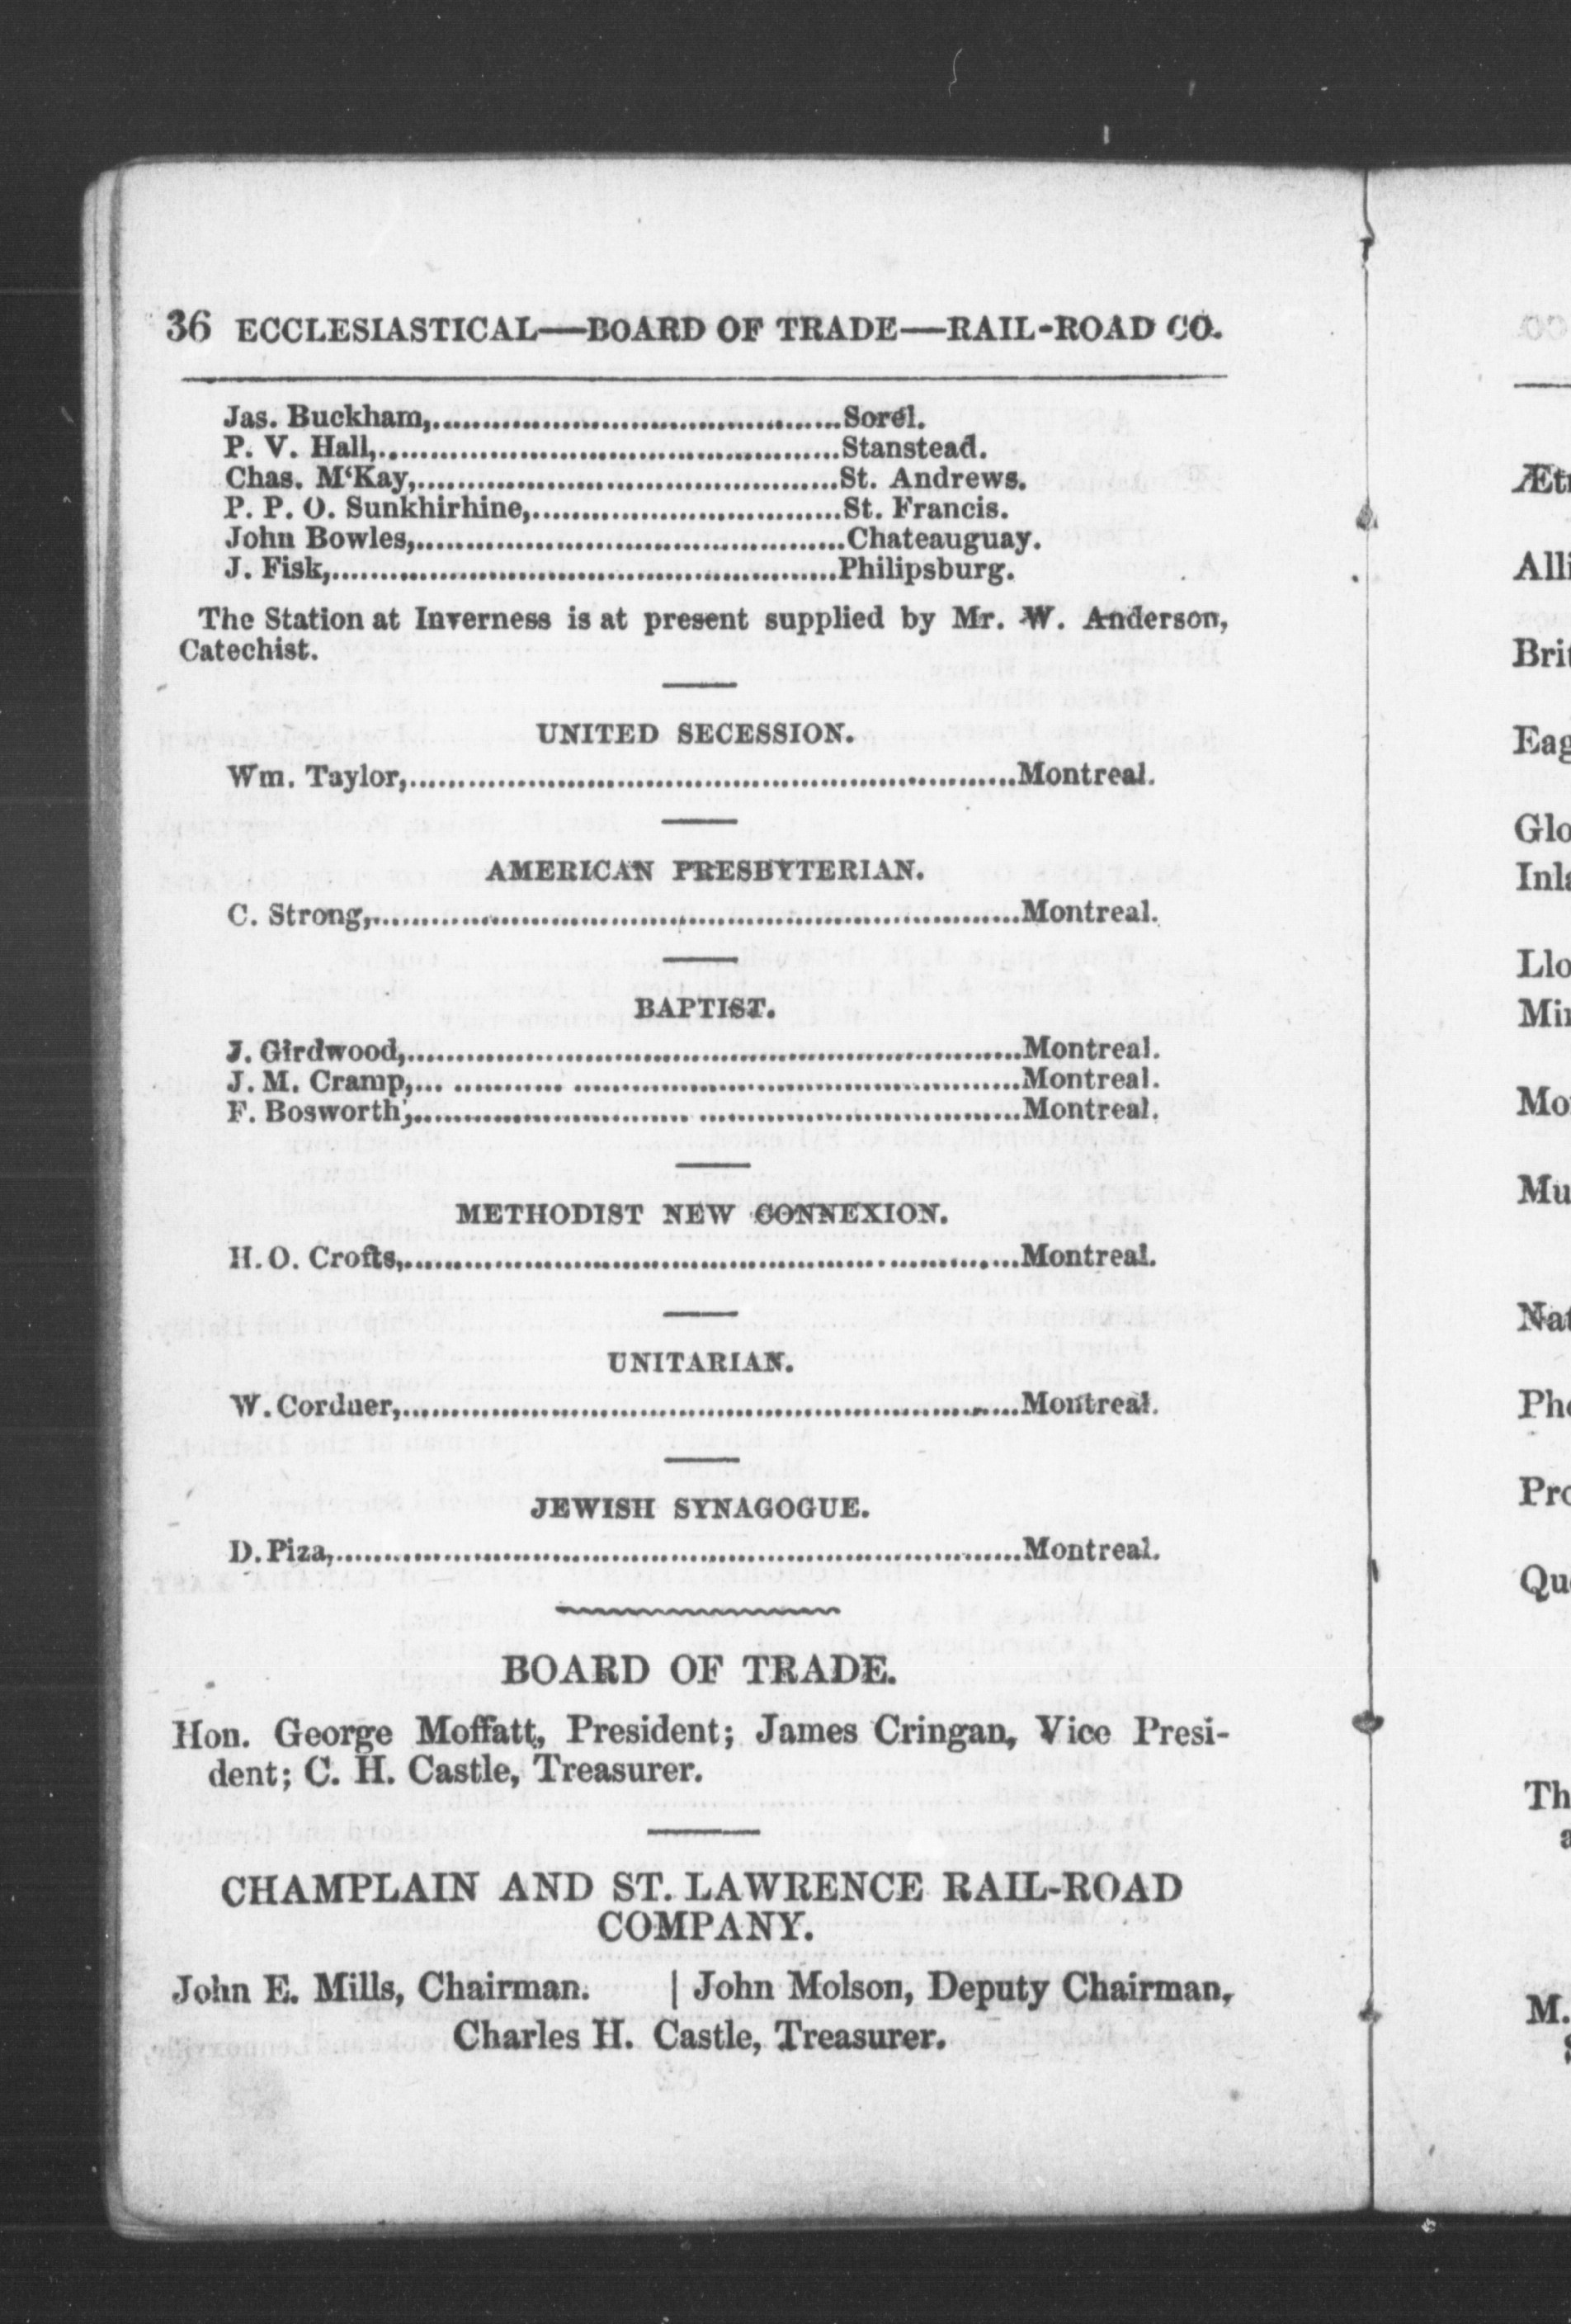 36 ECCLESIASTICAL—BOARD OF TRADE—RAIL-ROAD CO.
Jas. Buckham,..........................................Sorel.
P. V. Hall,..............................................Stanstead.
Chas. M‘Kay,..........................................St. Andrews.
P. P. O. Sunkhirhine,...............................St. Francis.
John Bowles,...........................................Chateauguay.
J. Fisk,...................................................Philipsburg.
The Station at Inverness is at present supplied by Mr. W. Anderson,
Catechist.
UNITED SECESSION.
Wm. Taylor,.............................................................Montreal.
AMERICAN PRESBYTERIAN.
C. Strong,.................................................................Montreal.
BAPTIST.
J. Girdwood,..............................................................Montreal.
J. M. Cramp,... ........... .............................................Montreal.
F. Bosworth,............................ ................................Montreal.
METHODIST NEW CONNEXION.
H. O. Crofts,..............................................................Montreal.
UNITARIAN.
W. Cordner,..............................................................Montreal.
JEWISH SYNAGOGUE.
D. Piza,.....................................................................Montreal.
BOARD OF TRADE.
Hon. George Moffatt, President; James Cringan, Vice Presi-
dent; C. H. Castle, Treasurer.
CHAMPLAIN AND ST. LAWRENCE RAIL-ROAD
COMPANY.
John E. Mills, Chairman. | John Molson, Deputy Chairman,
Charles H. Castle, Treasurer.